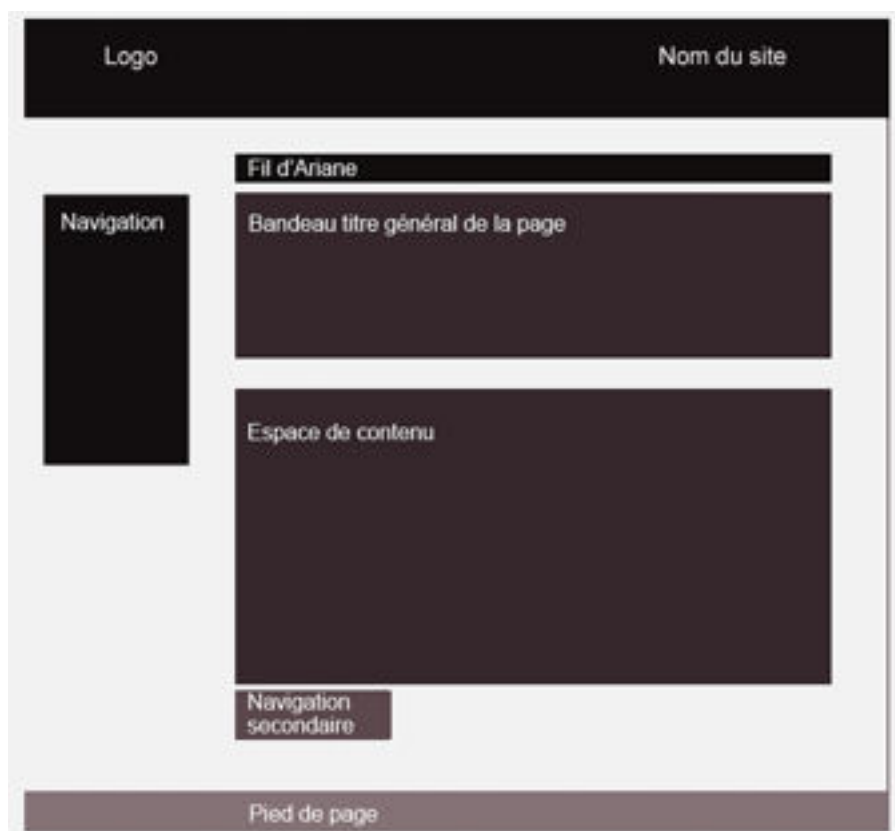 Logo
Nom du site
Fil d'Ariane
Navigation
Bandeau titre général de la page
Espace de contenu
Navigation
secondaire
Pied de page